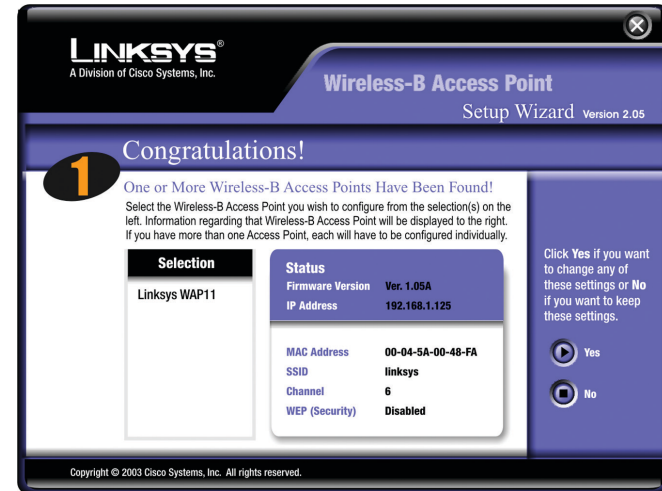 LINKSYS®
A Division of Cisco Systems, Inc.
Wireless-B Access Point
Setup Wizard Version 2.05
1
Congratulations!
One or More Wireless-B Access Points Have Been Found!
Select the Wireless-B Access Point you wish to configure from the selection(s) on the
left. Information regarding that Wireless-B Access Point will be displayed to the right.
If you have more than one Access Point, each will have to be configured individually.
Selection
Linksys WAP11
Status
Firmware Version Ver. 1.05A
IP Address 192.168.1.125
MAC Address 00-04-5A-00-48-FA
SSID linksys
Channel 6
WEP (Security) Disabled
Click Yes if you want
to change any of
these settings or No
if you want to keep
these settings.
Yes
No
Copyright © 2003 Cisco Systems, Inc. All rights reserved.